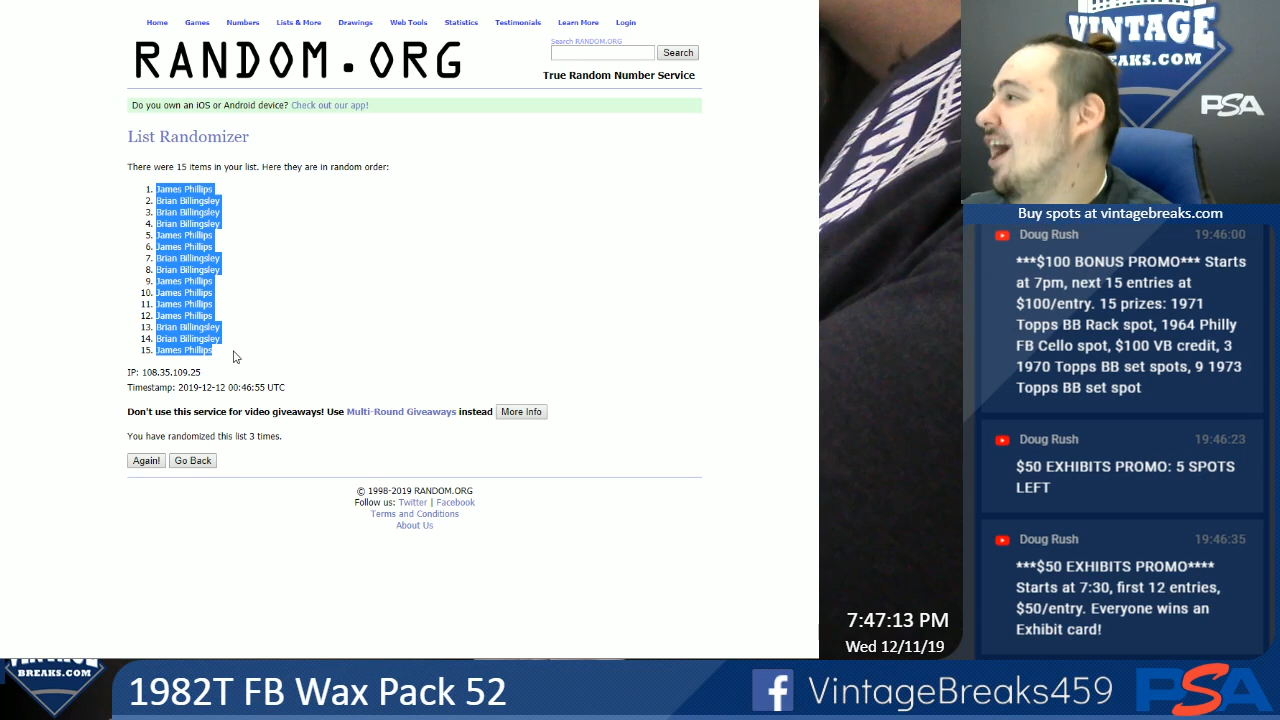 Home Games Numbers Lists & More Drawings Web Tools Statistics Testimonials Learn More Login
RANDOM.ORG
Search RANDOM.ORG
Search
True Random Number Service
Do you own an iOS or Android device? Check out our app!
List Randomizer
There were 15 items in your list. Here they are in random order:
1. James Phillips
2. Brian Billingsley
3. Brian Billingsley
4. Brian Billingsley
5. James Phillips
6. James Phillips
7. Brian Billingsley
8. Brian Billingsley
9. James Phillips
10. James Phillips
11. James Phillips
12. James Phillips
13. Brian Billingsley
14. Brian Billingsley
15. James Phillips
IP: 108.35.109.25
Timestamp: 2019-12-12 00:46:55 UTC
Don't use this service for video giveaways! Use Multi-Round Giveaways instead More Info
You have randomized this list 3 times.
Again! Go Back
© 1998-2019 RANDOM.ORG
Follow us: Twitter | Facebook
Terms and Conditions
About Us
VINTAGE
EAKS.COM
PSA
Buy spots at vintagebreaks.com
Doug Rush 19:46:00
***$100 BONUS PROMO*** Starts
at 7pm, next 15 entries at
$100/entry. 15 prizes: 1971
Topps BB Rack spot, 1964 Philly
FB Cello spot, $100 VB credit, 3
1970 Topps BB set spots, 9 1973
Topps BB set spot
Doug Rush 19:46:23
$50 EXHIBITS PROMO: 5 SPOTS
LEFT
Doug Rush 19:46:35
***$50 EXHIBITS PROMO****
Starts at 7:30, first 12 entries,
$50/entry. Everyone wins an
Exhibit card!
7:47:13 PM
Wed 12/11/19
VINTAGE
BREAKS.COM
1982T FB Wax Pack 52
f VintageBreaks459
PSA